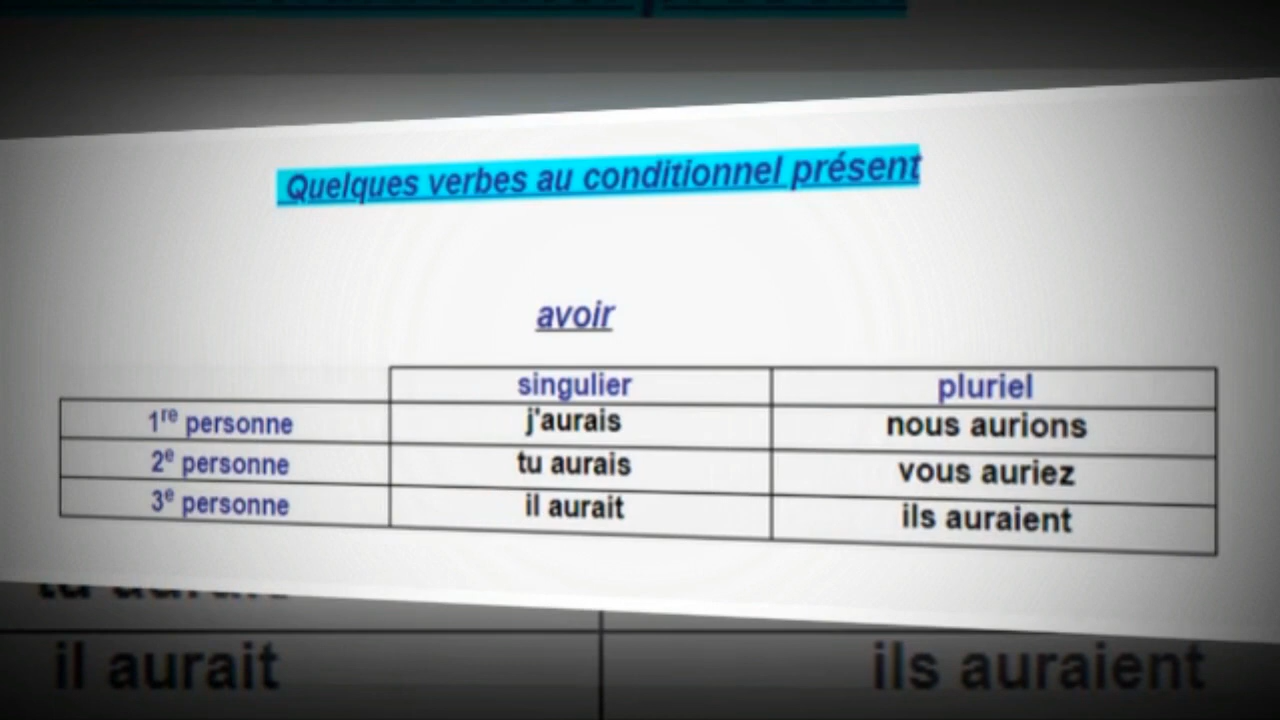 Quelques verbes au conditionnel présent
avoir
singulier pluriel
1re personne j'aurais nous aurions
2e personne tu aurais vous auriez
3e personne il aurait ils auraient
il aurait ils auraient